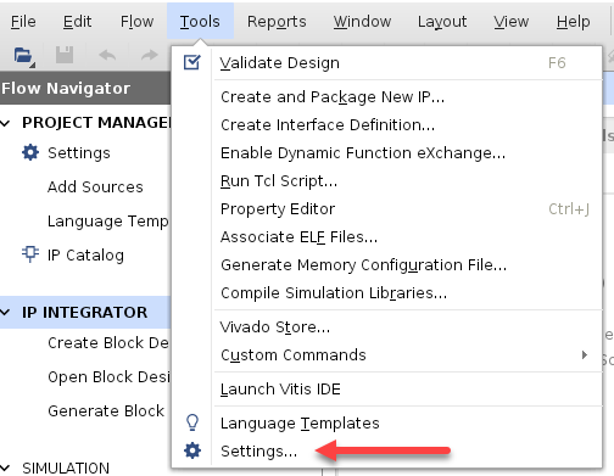 File Edit Flow Tools Reports Window Layout View Help
Flow Navigator
PROJECT MANAGE
Settings
Add Sources
Language Temp
IP Catalog
IP INTEGRATOR
Create Block De
Open Block Desi
Generate Block
SIMULATION
Validate Design F6
Create and Package New IP...
Create Interface Definition...
Enable Dynamic Function eXchange...
Run Tcl Script...
Property Editor Ctrl+J
Associate ELF Files...
Generate Memory Configuration File...
Compile Simulation Libraries...
Vivado Store...
Custom Commands
Launch Vitis IDE
Language Templates
Settings...